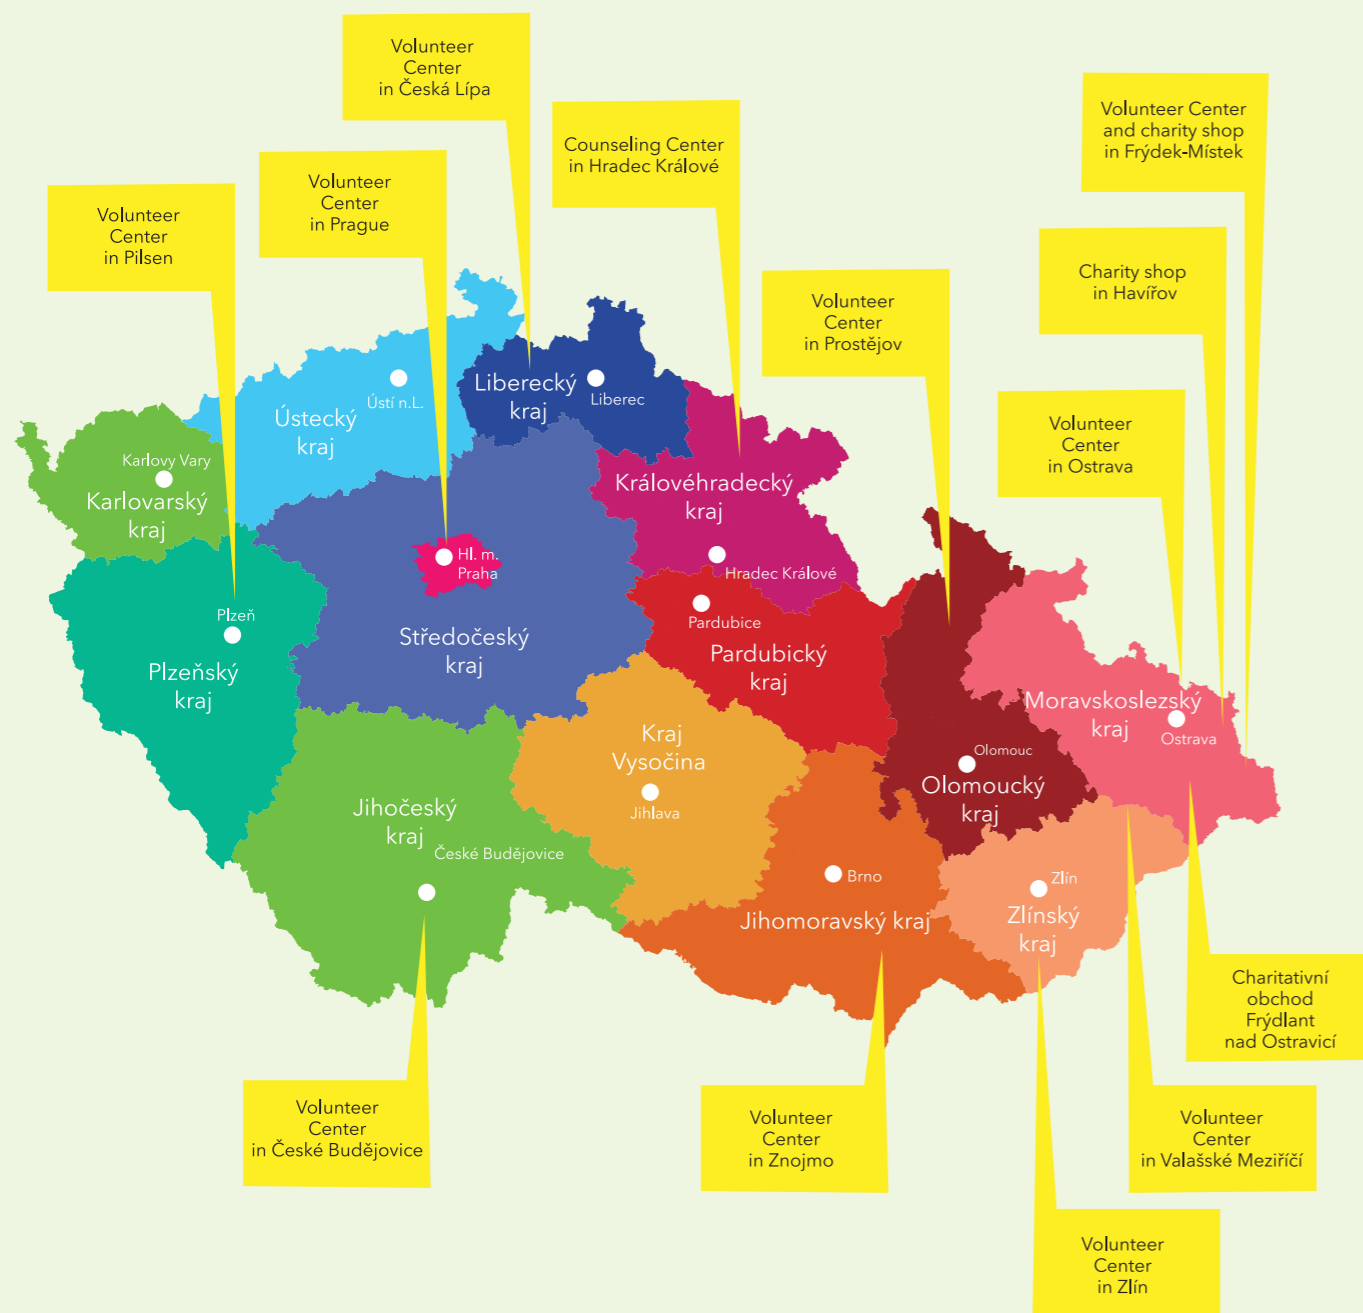 Volunteer
Center
in Česká Lípa
Volunteer Center
and charity shop
in Frýdek-Místek
Counseling Center
in Hradec Králové
Volunteer
Center
in Prague
Volunteer
Center
in Pilsen
Charity shop
in Havířov
Volunteer
Center
in Prostějov
Volunteer
Center
in Ostrava
Liberecký
kraj
Liberec
Ústí n.L.
Ústecký
kraj
Karlovy Vary
Karlovarský
kraj
Královéhradecký
kraj
Hradec Králové
Hl. m.
Praha
Plzeň
Plzeňský
kraj
Středočeský
kraj
Pardubice
Pardubický
kraj
Moravskoslezský
kraj
Ostrava
Kraj
Vysočina
Jihlava
Olomouc
Olomoucký
kraj
Jihočeský
kraj
České Budějovice
Brno
Jihomoravský kraj
Zlín
Zlínský
kraj
Charitativní
obchod
Frýdlant
nad Ostravicí
Volunteer
Center
in České Budějovice
Volunteer
Center
in Znojmo
Volunteer
Center
in Valašské Meziříčí
Volunteer
Center
in Zlín